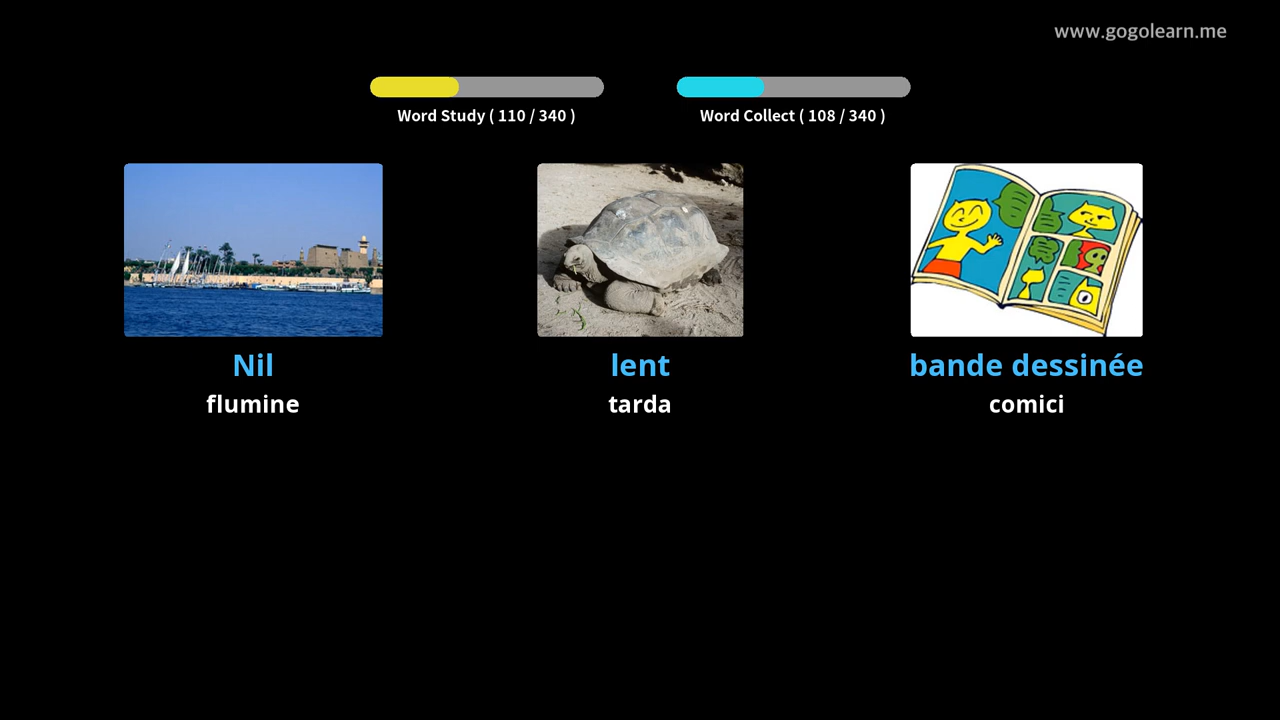 www.gogolearn.me
Word Study ( 110 / 340 )
Word Collect ( 108 / 340 )
Nil
flumine
lent
tarda
bande dessinée
comici